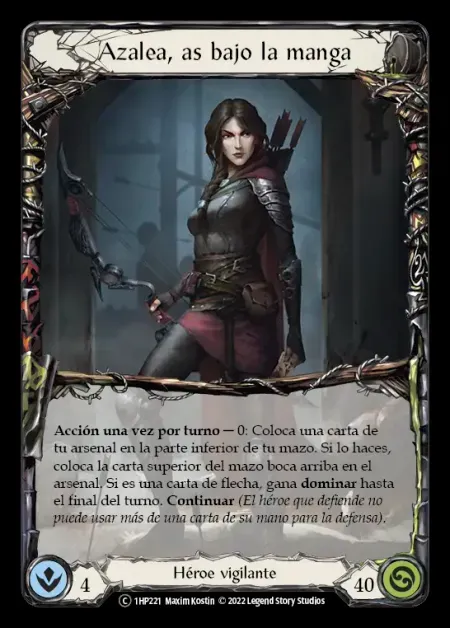 Azalea, as bajo la manga
Acción una vez por turno — 0: Coloca una carta de
tu arsenal en la parte inferior de tu mazo. Si lo haces,
coloca la carta superior del mazo boca arriba en el
arsenal. Si es una carta de flecha, gana dominar hasta
el final del turno. Continuar (El héroe que defiende no
puede usar más de una carta de su mano para la defensa).
4
Héroe vigilante
40
C 1HP221 Maxim Kostin © 2022 Legend Story Studios